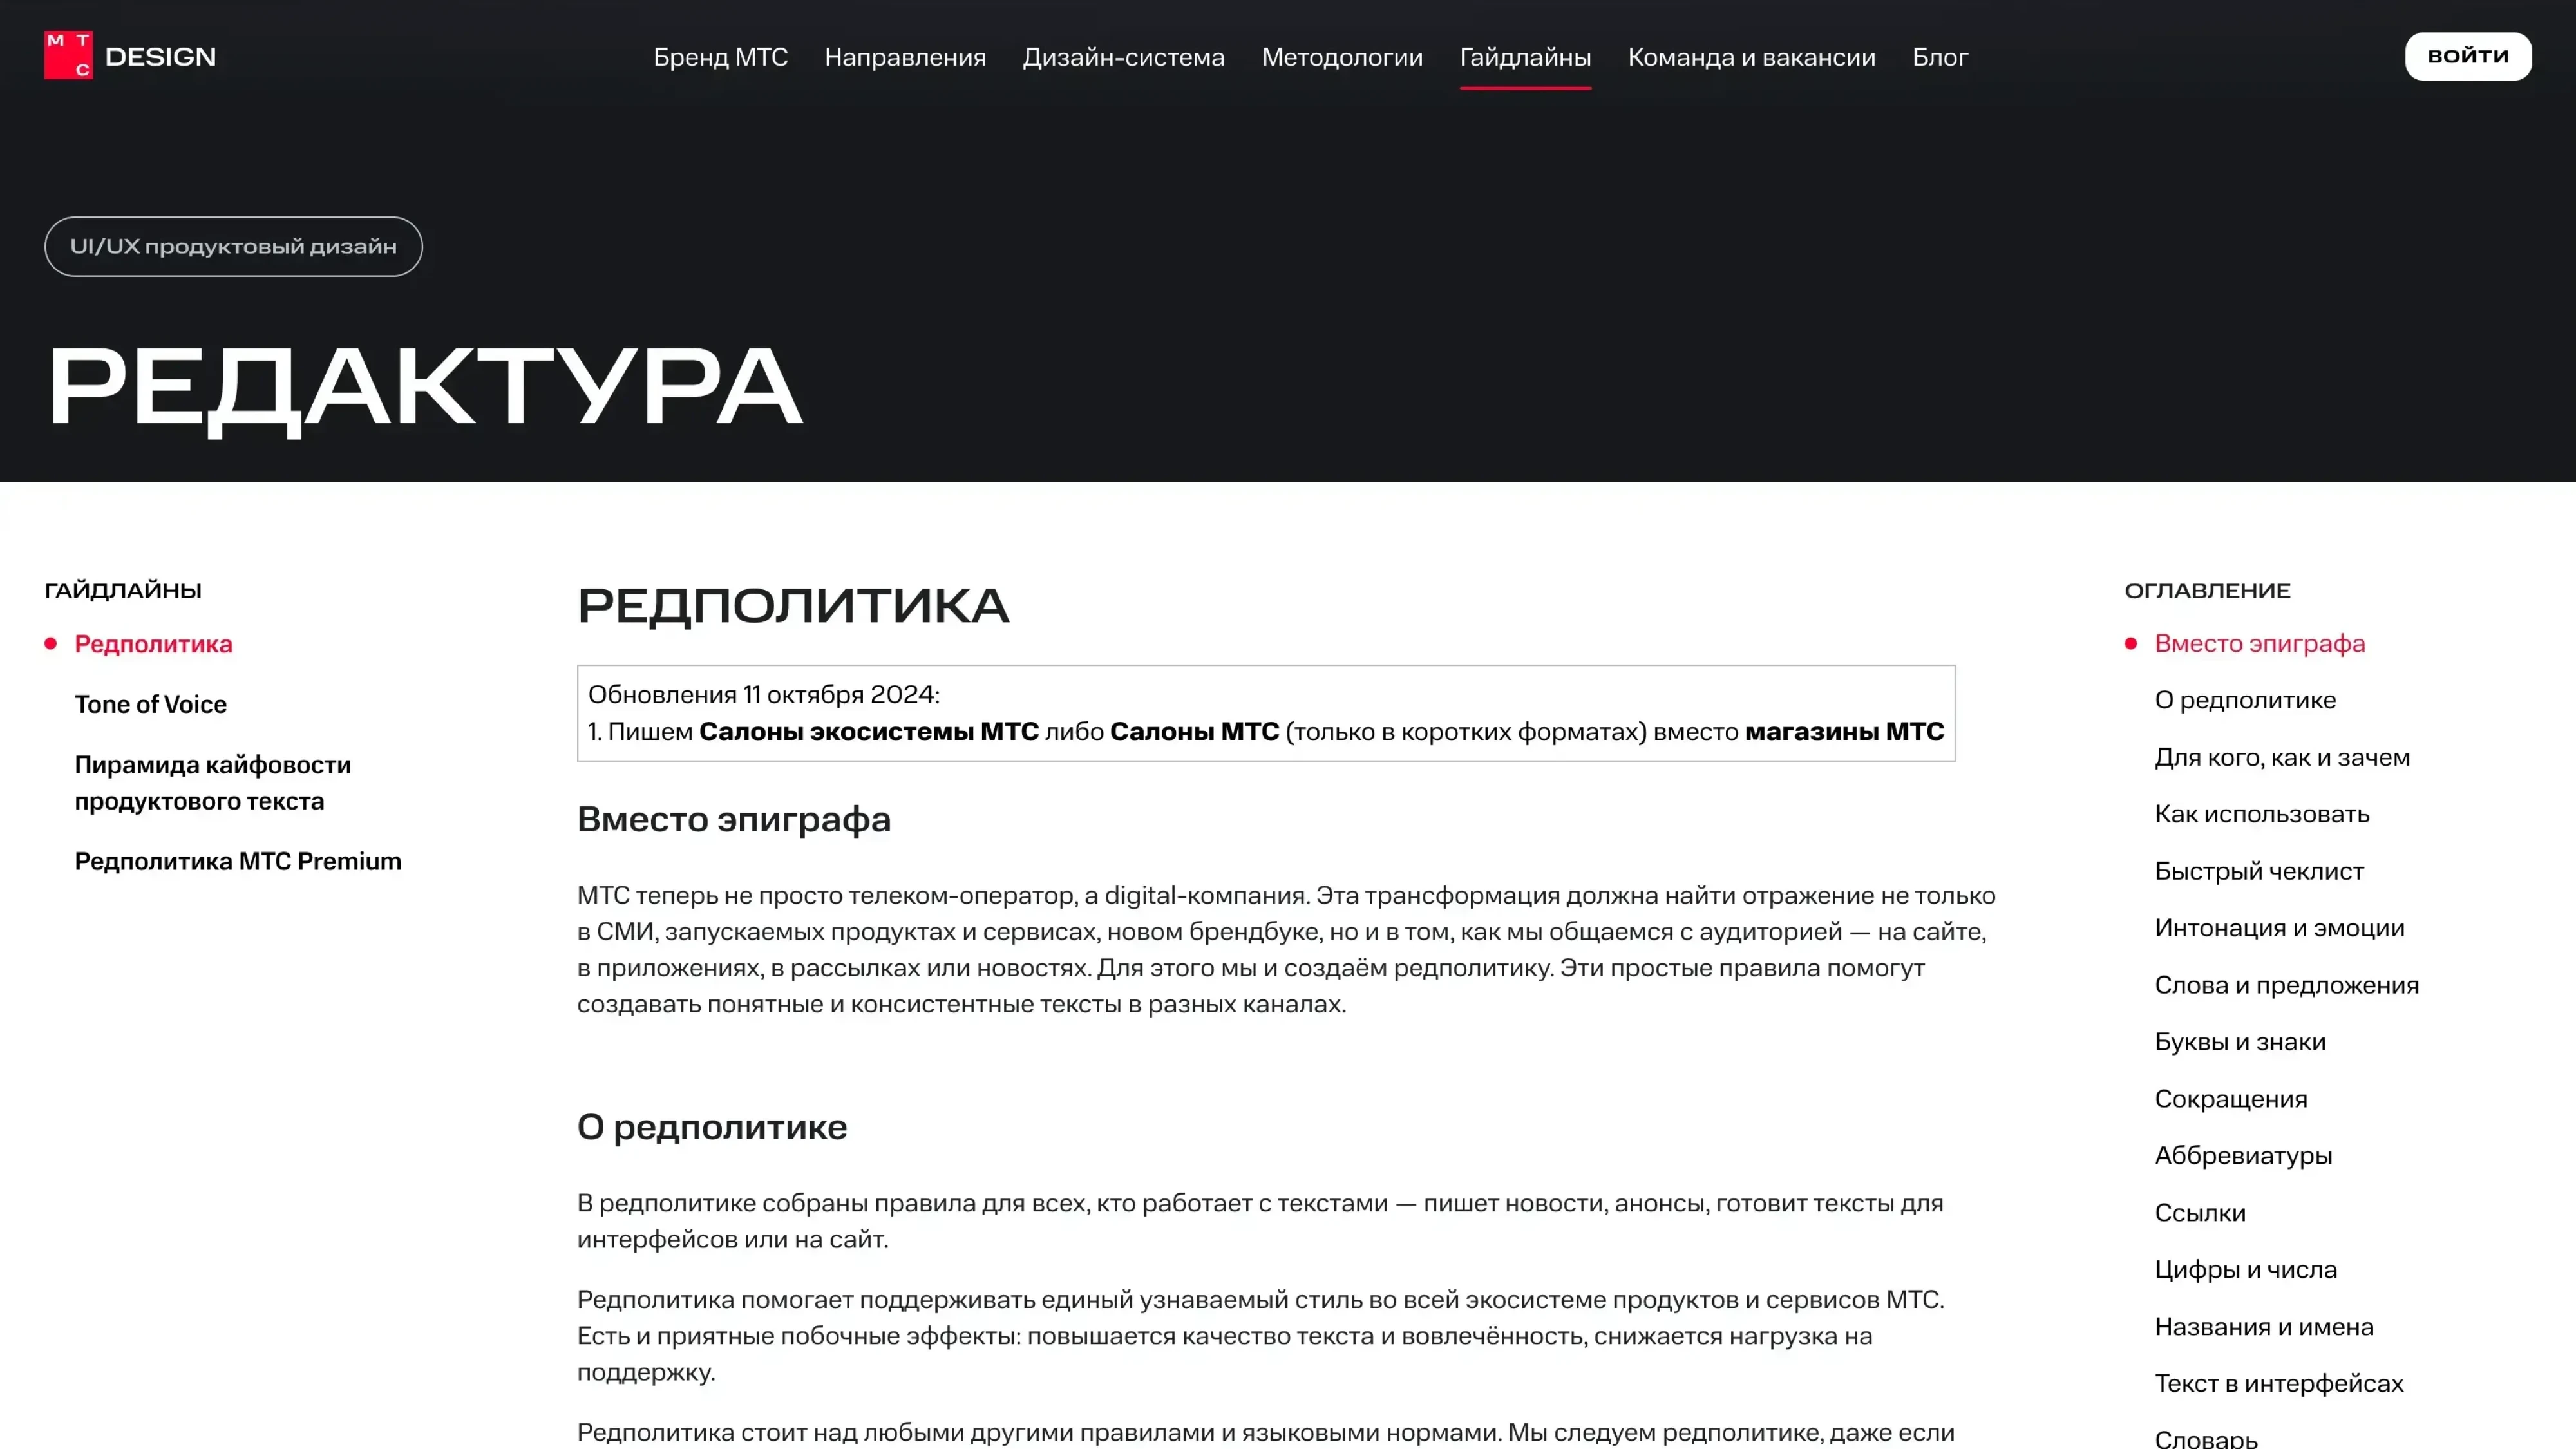 МТС DESIGN
Бренд МТС Направления Дизайн-система Методологии Гайдлайны Команда и вакансии Блог
ВОЙТИ
UI/UX продуктовый дизайн
РЕДАКТУРА
ГАЙДЛАЙНЫ
Редполитика
Tone of Voice
Пирамида кайфовости
продуктового текста
Редполитика МТС Premium
РЕДПОЛИТИКА
Обновления 11 октября 2024:
1. Пишем Салоны экосистемы МТС либо Салоны МТС (только в коротких форматах) вместо магазины МТС
Вместо эпиграфа
МТС теперь не просто телеком-оператор, а digital-компания. Эта трансформация должна найти отражение не только
в СМИ, запускаемых продуктах и сервисах, новом брендбуке, но и в том, как мы общаемся с аудиторией — на сайте,
в приложениях, в рассылках или новостях. Для этого мы и создаём редполитику. Эти простые правила помогут
создавать понятные и консистентные тексты в разных каналах.
О редполитике
В редполитике собраны правила для всех, кто работает с текстами — пишет новости, анонсы, готовит тексты для
интерфейсов или на сайт.
Редполитика помогает поддерживать единый узнаваемый стиль во всей экосистеме продуктов и сервисов МТС.
Есть и приятные побочные эффекты: повышается качество текста и вовлечённость, снижается нагрузка на
поддержку.
Редполитика стоит над любыми другими правилами и языковыми нормами. Мы следуем редполитике, даже если
ОГЛАВЛЕНИЕ
Вместо эпиграфа
О редполитике
Для кого, как и зачем
Как использовать
Быстрый чеклист
Интонация и эмоции
Слова и предложения
Буквы и знаки
Сокращения
Аббревиатуры
Ссылки
Цифры и числа
Названия и имена
Текст в интерфейсах
Словарь